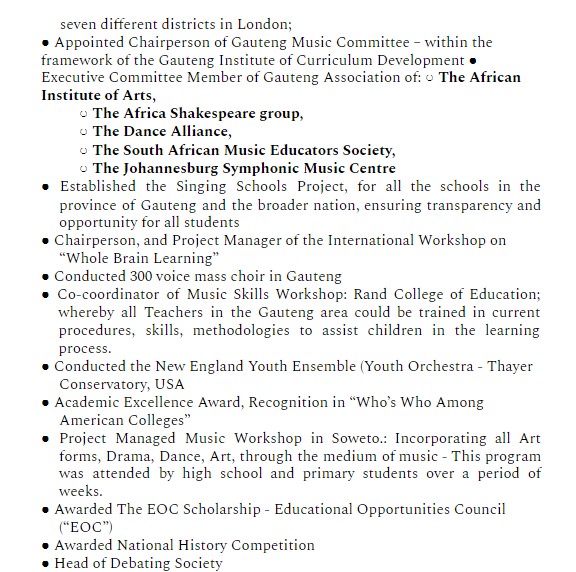 seven different districts in London;
● Appointed Chairperson of Gauteng Music Committee – within the
framework of the Gauteng Institute of Curriculum Development ●
Executive Committee Member of Gauteng Association of: ○ The African
Institute of Arts,
○ The Africa Shakespeare group,
○ The Dance Alliance,
○ The South African Music Educators Society,
○ The Johannesburg Symphonic Music Centre
● Established the Singing Schools Project, for all the schools in the
province of Gauteng and the broader nation, ensuring transparency and
opportunity for all students
● Chairperson, and Project Manager of the International Workshop on
“Whole Brain Learning”
● Conducted 300 voice mass choir in Gauteng
● Co-coordinator of Music Skills Workshop: Rand College of Education;
whereby all Teachers in the Gauteng area could be trained in current
procedures, skills, methodologies to assist children in the learning
process.
● Conducted the New England Youth Ensemble (Youth Orchestra - Thayer
Conservatory, USA
● Academic Excellence Award, Recognition in “Who’s Who Among
American Colleges”
● Project Managed Music Workshop in Soweto.: Incorporating all Art
forms, Drama, Dance, Art, through the medium of music - This program
was attended by high school and primary students over a period of
weeks.
● Awarded The EOC Scholarship - Educational Opportunities Council
(“EOC”)
● Awarded National History Competition
● Head of Debating Society